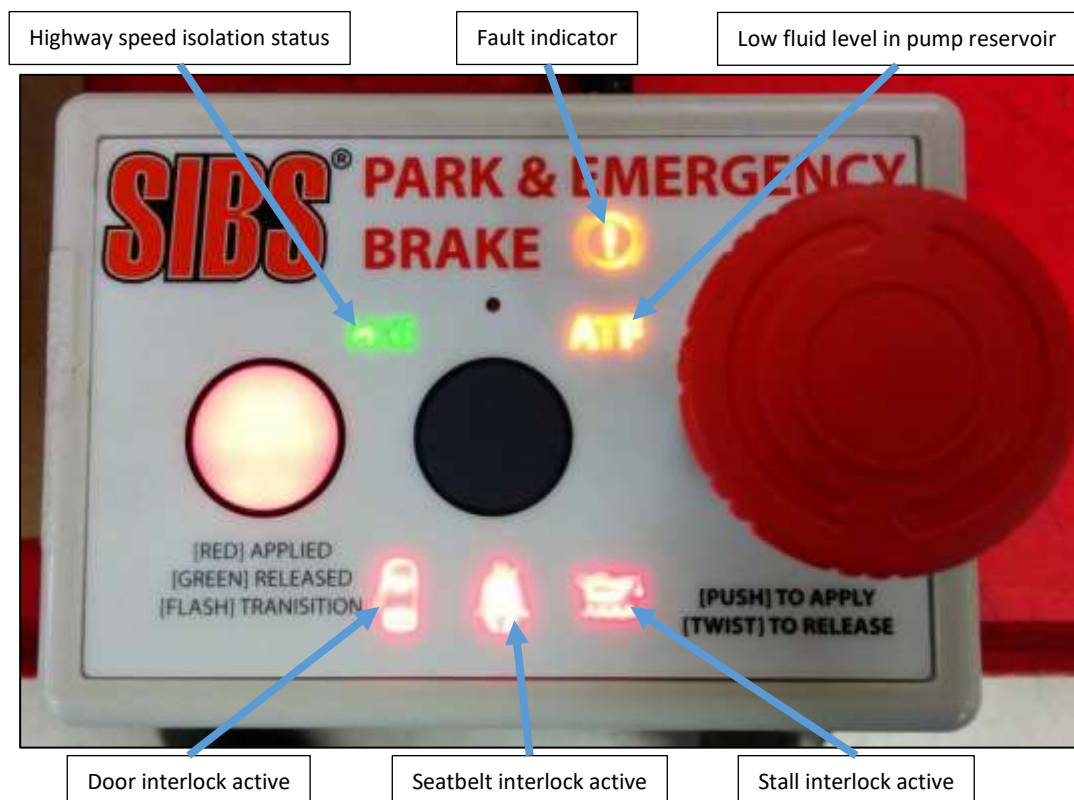 Highway speed isolation status
Fault indicator
Low fluid level in pump reservoir
SIBS® PARK & EMERGENCY
BRAKE
ATF
[RED] APPLIED
[GREEN] RELEASED
[FLASH] TRANISITION
[PUSH] TO APPLY
[TWIST] TO RELEASE
Door interlock active
Seatbelt interlock active
Stall interlock active